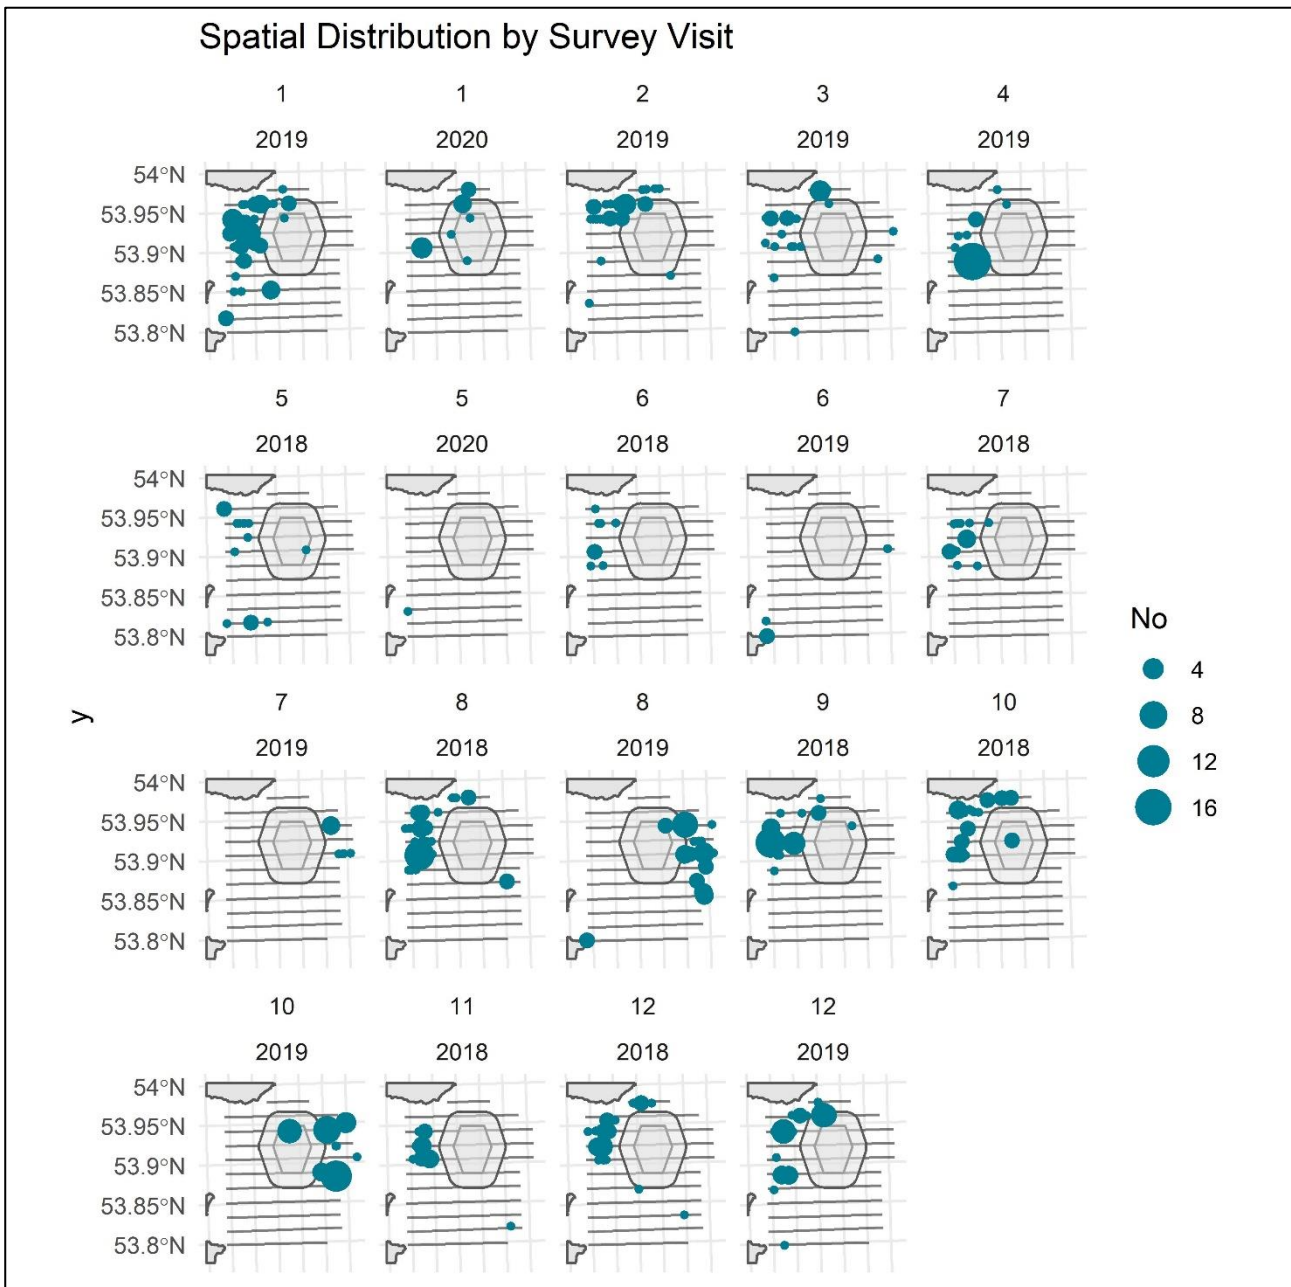 Spatial Distribution by Survey Visit
1 1 2 3 4
2019 2020 2019 2019 2019
54°N
53.95°N
53.9°N
53.85°N
53.8°N
5 5 6 6 7
2018 2020 2018 2019 2018
54°N
53.95°N
53.9°N
53.85°N
53.8°N
7 8 8 9 10
2019 2018 2019 2018 2018
54°N
53.95°N
53.9°N
53.85°N
53.8°N
10 11 12 12
2019 2018 2018 2019
54°N
53.95°N
53.9°N
53.85°N
53.8°N
y
No
4
8
12
16